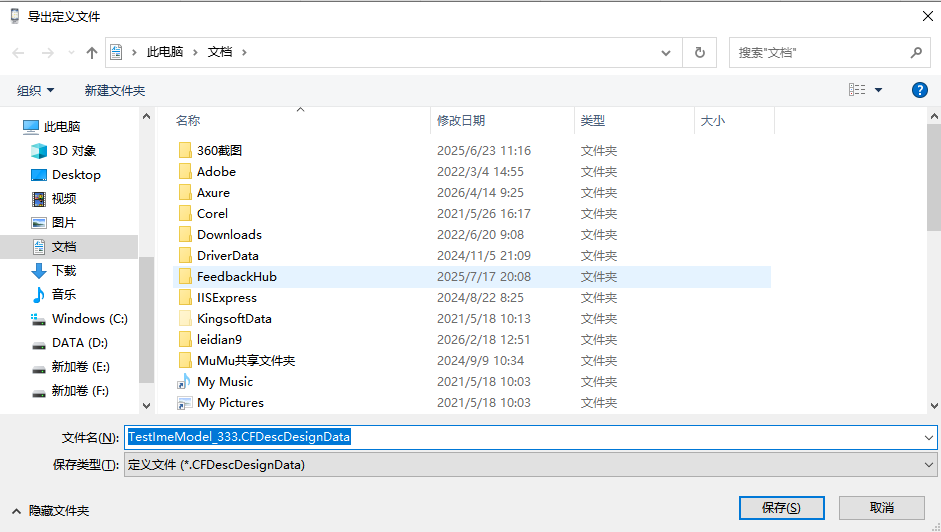 导出定义文件
此电脑 文档
搜索"文档"
组织 新建文件夹
此电脑
3D 对象
Desktop
视频
图片
文档
下载
音乐
Windows (C:)
DATA (D:)
新加卷 (E:)
新加卷 (F:)
名称 修改日期 类型 大小
360截图 2025/6/23 11:16 文件夹
Adobe 2022/3/4 14:55 文件夹
Axure 2026/4/14 9:25 文件夹
Corel 2021/5/26 16:17 文件夹
Downloads 2022/6/20 9:08 文件夹
DriverData 2024/11/5 21:09 文件夹
FeedbackHub 2025/7/17 20:08 文件夹
IISExpress 2024/8/22 8:25 文件夹
KingsoftData 2021/5/18 10:13 文件夹
leidian9 2026/2/18 12:51 文件夹
MuMu共享文件夹 2024/9/9 10:34 文件夹
My Music 2021/5/18 10:03 文件夹
My Pictures 2021/5/18 10:03 文件夹
文件名(N): TestImeModel_333.CFDescDesignData
保存类型(T): 定义文件 (*.CFDescDesignData)
隐藏文件夹 保存(S) 取消